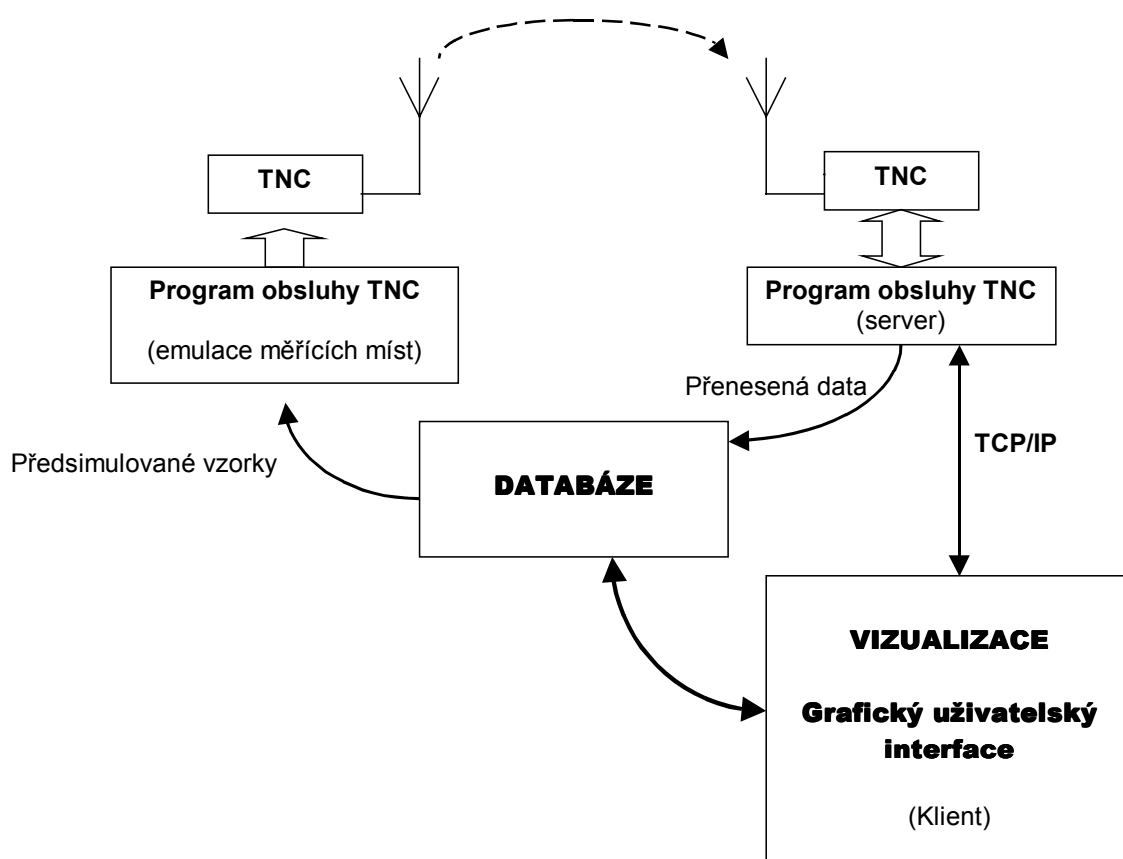 TNC
TNC
Program obsluhy TNC
(emulace měřících míst)
Program obsluhy TNC
(server)
Přenesená data
TCP/IP
Předsimulované vzorky
DATABÁZE
VIZUALIZACE
Grafický uživatelský
interface
(Klient)